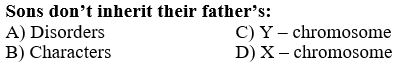 Sons don't inherit their father's:
A) Disorders C) Y – chromosome
B) Characters D) X – chromosome